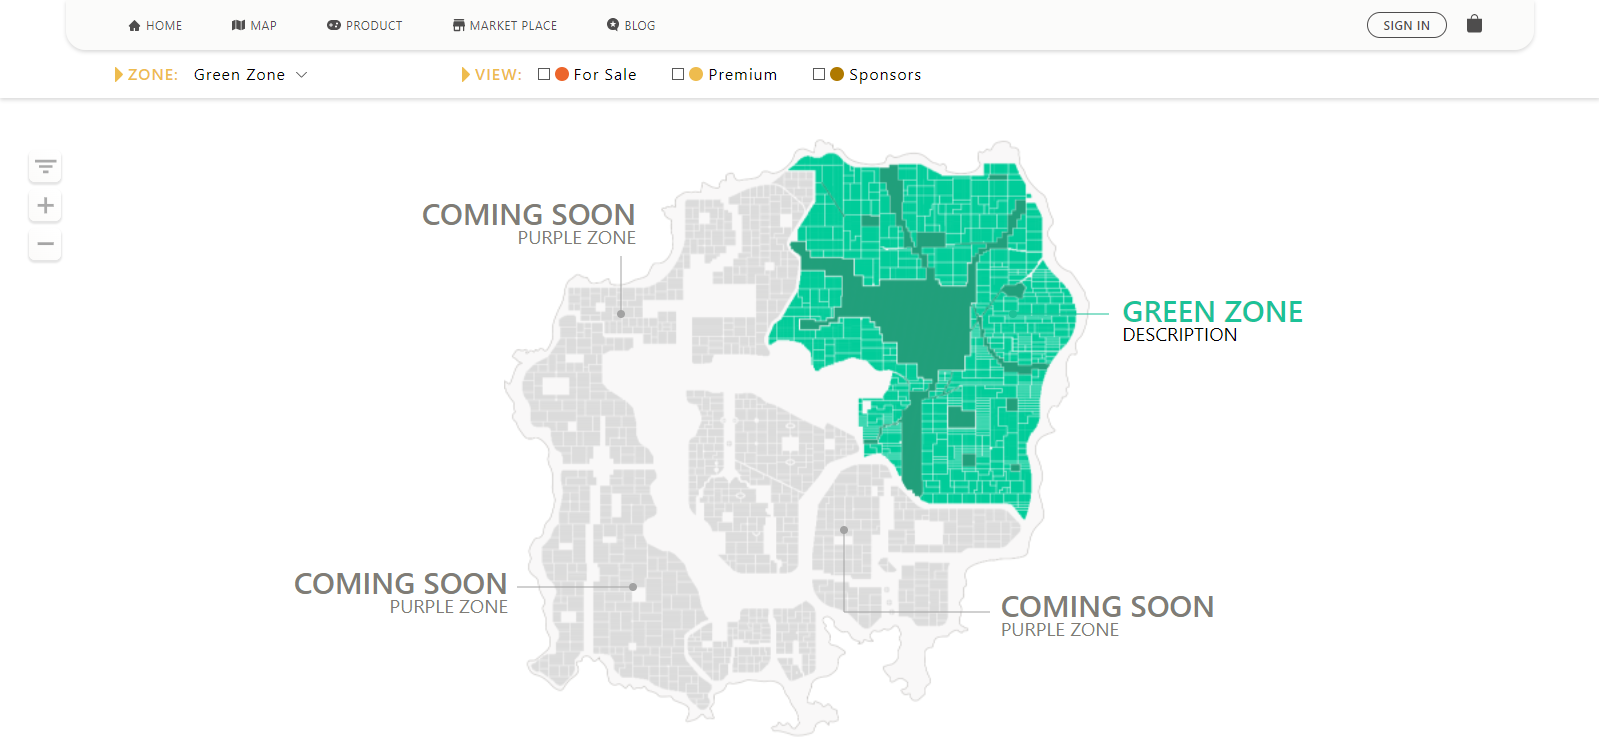 HOME MAP PRODUCT MARKET PLACE BLOG SIGN IN
ZONE: Green Zone VIEW: For Sale Premium Sponsors
COMING SOON
PURPLE ZONE
GREEN ZONE
DESCRIPTION
COMING SOON
PURPLE ZONE
COMING SOON
PURPLE ZONE